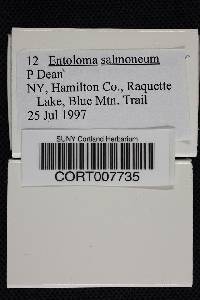 12 Entoloma salmoneum
P Dean
NY, Hamilton Co., Raquette
Lake, Blue Mtn. Trail
25 Jul 1997
SUNY Cortland Herbarium
CORT007735